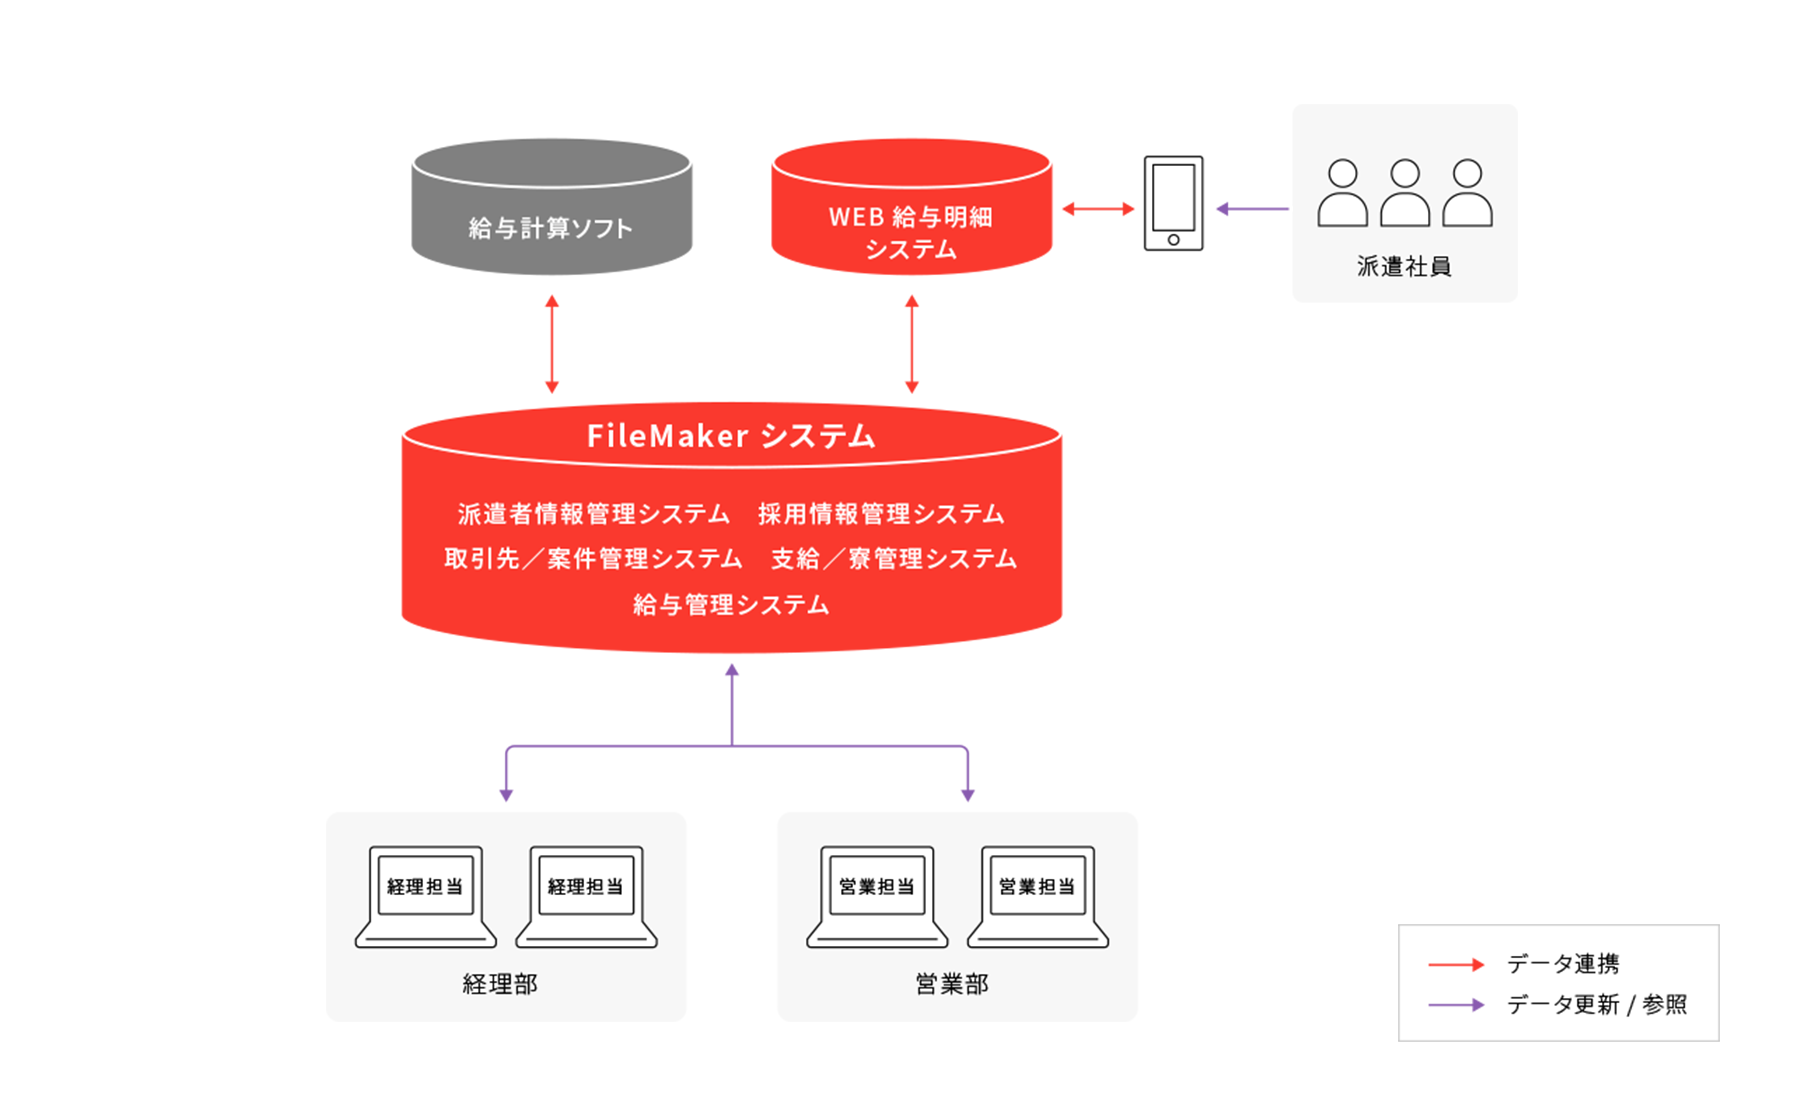 給与計算ソフト
WEB 給与明細
システム
派遣社員
FileMaker システム
派遣者情報管理システム　採用情報管理システム
取引先／案件管理システム　支給／寮管理システム
給与管理システム
経理担当
経理担当
営業担当
営業担当
経理部
営業部
データ連携
データ更新 / 参照